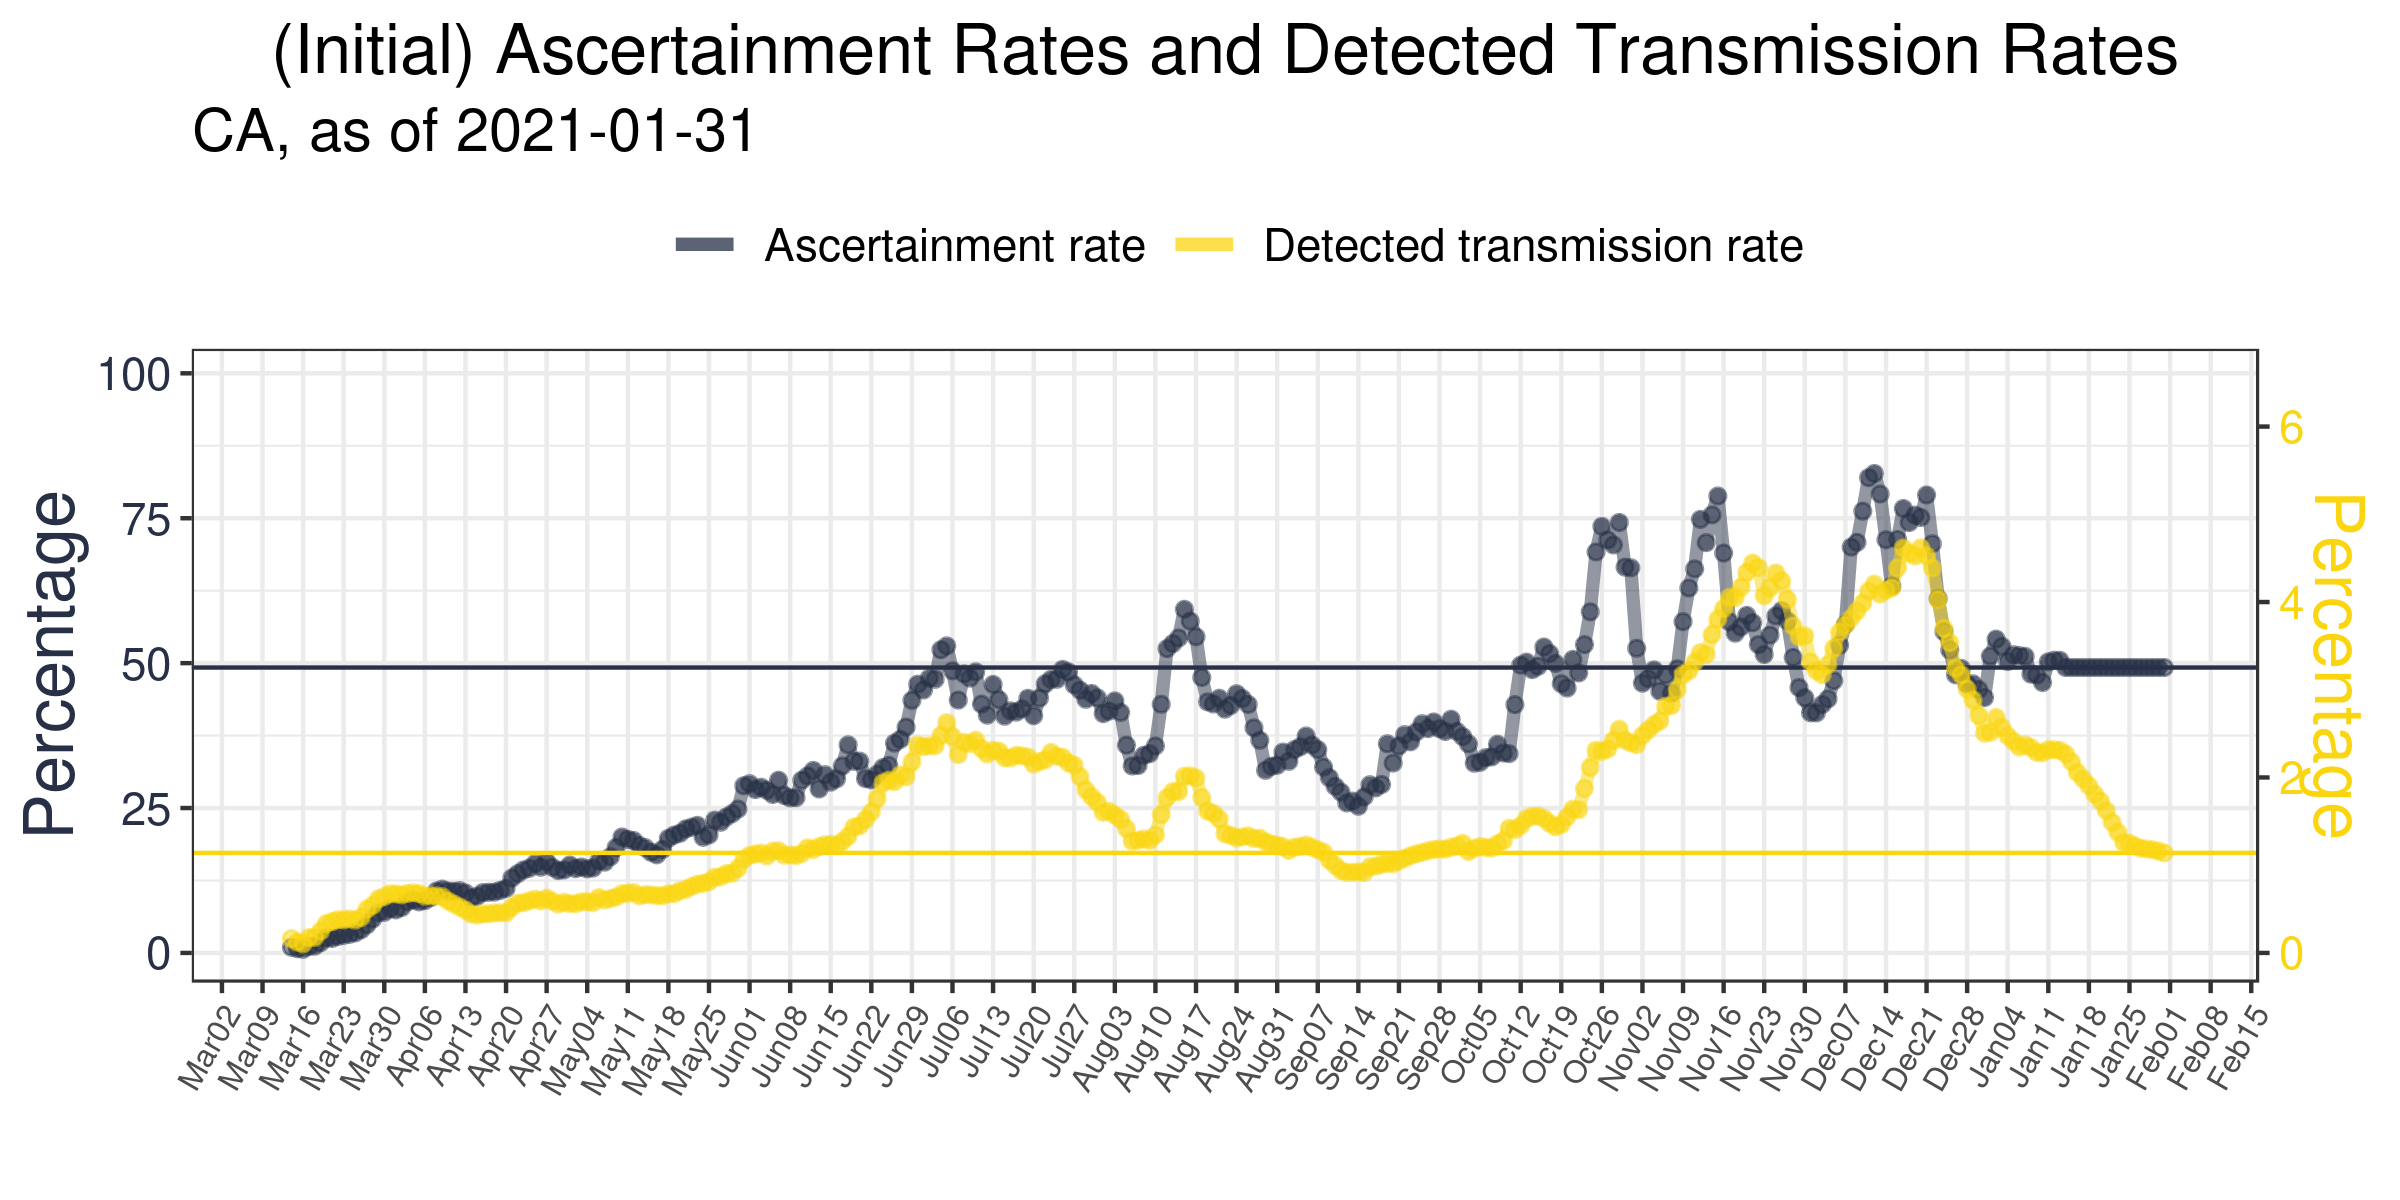 (Initial) Ascertainment Rates and Detected Transmission Rates
CA, as of 2021-01-31
Ascertainment rate
Detected transmission rate
Percentage
100
75
50
25
0
6
4
2
0
Percentage
Mar02
Mar09
Mar16
Mar23
Mar30
Apr06
Apr13
Apr20
Apr27
May04
May11
May18
May25
Jun01
Jun08
Jun15
Jun22
Jun29
Jul06
Jul13
Jul20
Jul27
Aug03
Aug10
Aug17
Aug24
Aug31
Sep07
Sep14
Sep21
Sep28
Oct05
Oct12
Oct19
Oct26
Nov02
Nov09
Nov16
Nov23
Nov30
Dec07
Dec14
Dec21
Dec28
Jan04
Jan11
Jan18
Jan25
Feb01
Feb08
Feb15